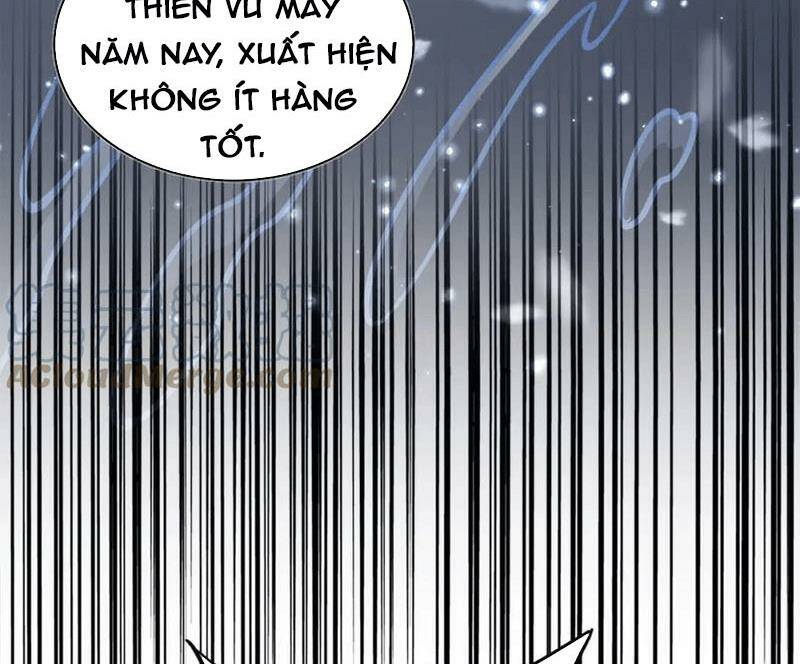 THIÊN VŨ MẤY
NĂM NAY, XUẤT HIỆN
KHÔNG ÍT HÀNG
TỐT.
AcloudMerge.com